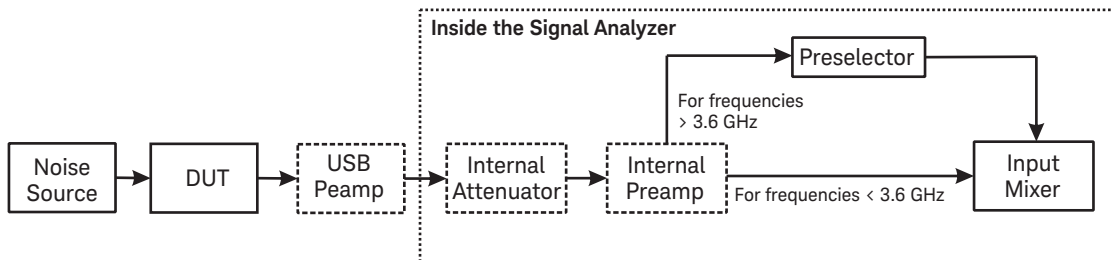 Inside the Signal Analyzer
Preselector
For frequencies
> 3.6 GHz
Noise
Source
DUT
USB
Peamp
Internal
Attenuator
Internal
Preamp
For frequencies < 3.6 GHz
Input
Mixer